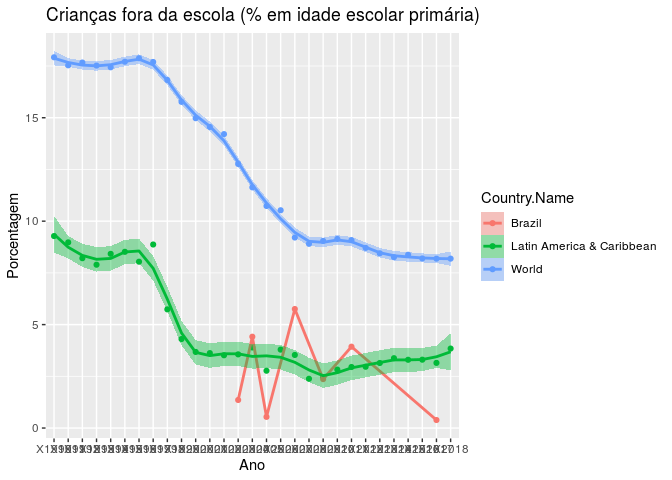 Crianças fora da escola (% em idade escolar primária)
15
10
5
0
Porcentagem
Ano
Country.Name
Brazil
Latin America & Caribbean
World